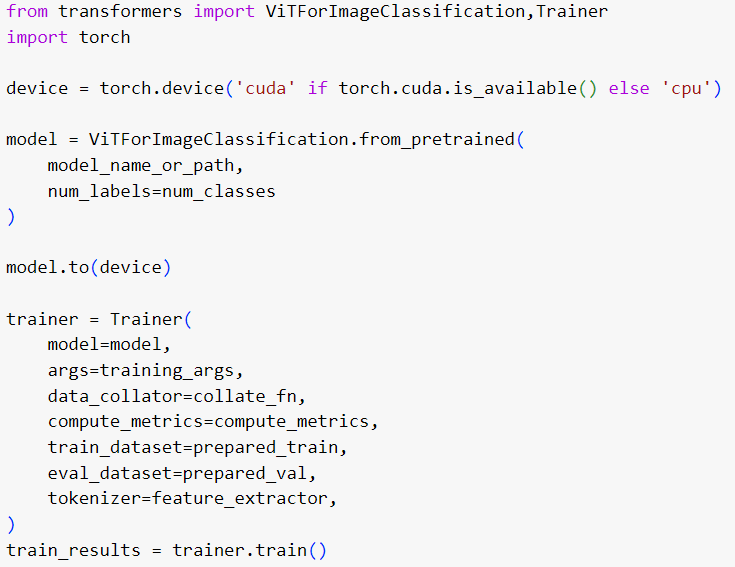 from transformers import ViTForImageClassification,Trainer
import torch

device = torch.device('cuda' if torch.cuda.is_available() else 'cpu')

model = ViTForImageClassification.from_pretrained(
    model_name_or_path,
    num_labels=num_classes
)

model.to(device)

trainer = Trainer(
    model=model,
    args=training_args,
    data_collator=collate_fn,
    compute_metrics=compute_metrics,
    train_dataset=prepared_train,
    eval_dataset=prepared_val,
    tokenizer=feature_extractor,
)
train_results = trainer.train()